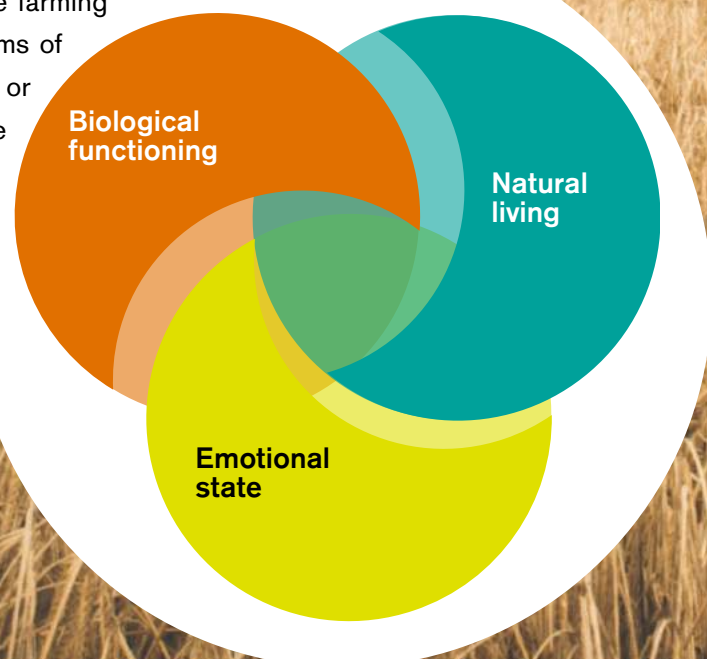 e farming
ms of
or
e
Biological
functioning
Natural
living
Emotional
state